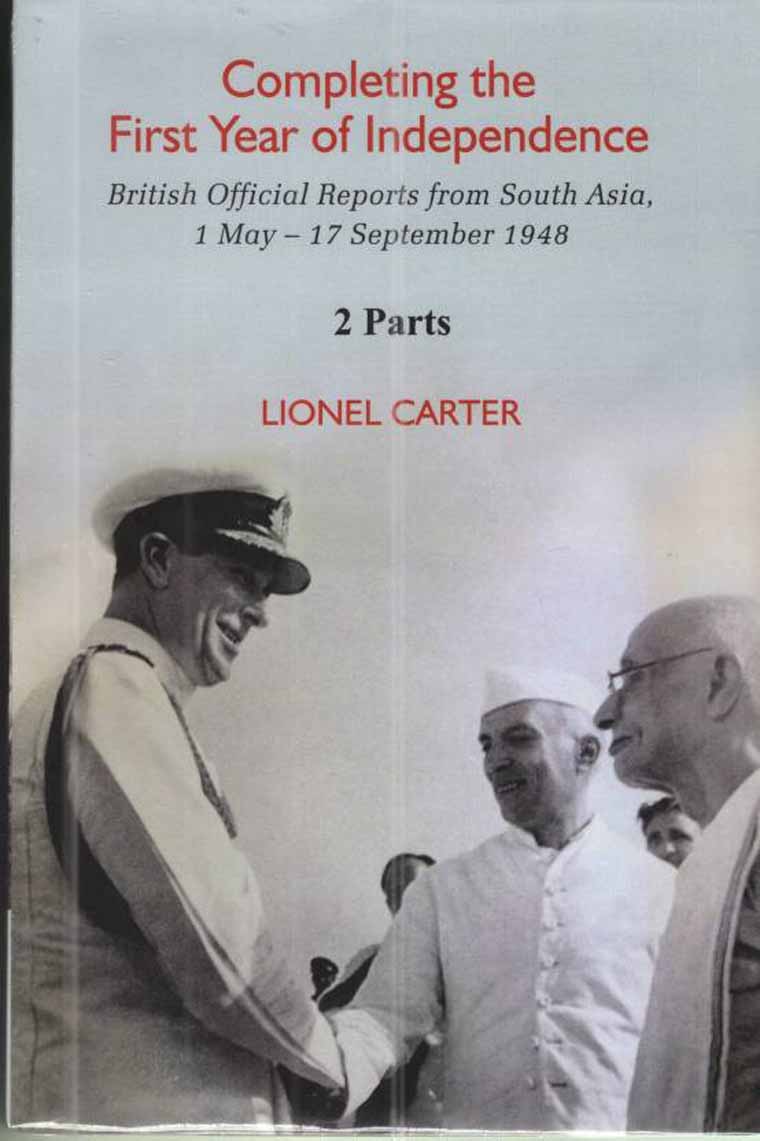 Completing the
First Year of Independence
British Official Reports from South Asia,
1 May – 17 September 1948
2 Parts
LIONEL CARTER